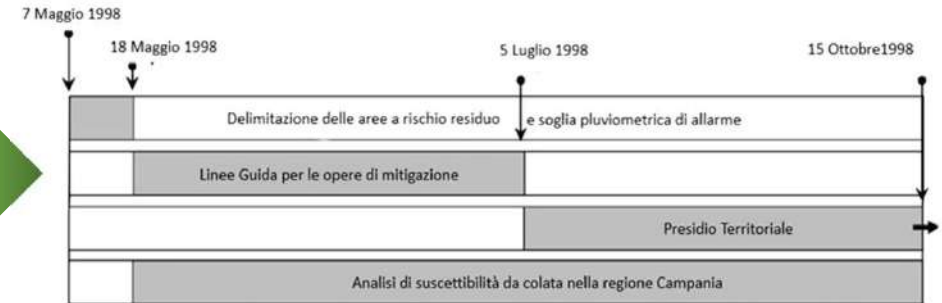 7 Maggio 1998
18 Maggio 1998
5 Luglio 1998
15 Ottobre1998
Delimitazione delle aree a rischio residuo e soglia pluviometrica di allarme
Linee Guida per le opere di mitigazione
Presidio Territoriale
Analisi di suscettibilità da colata nella regione Campania